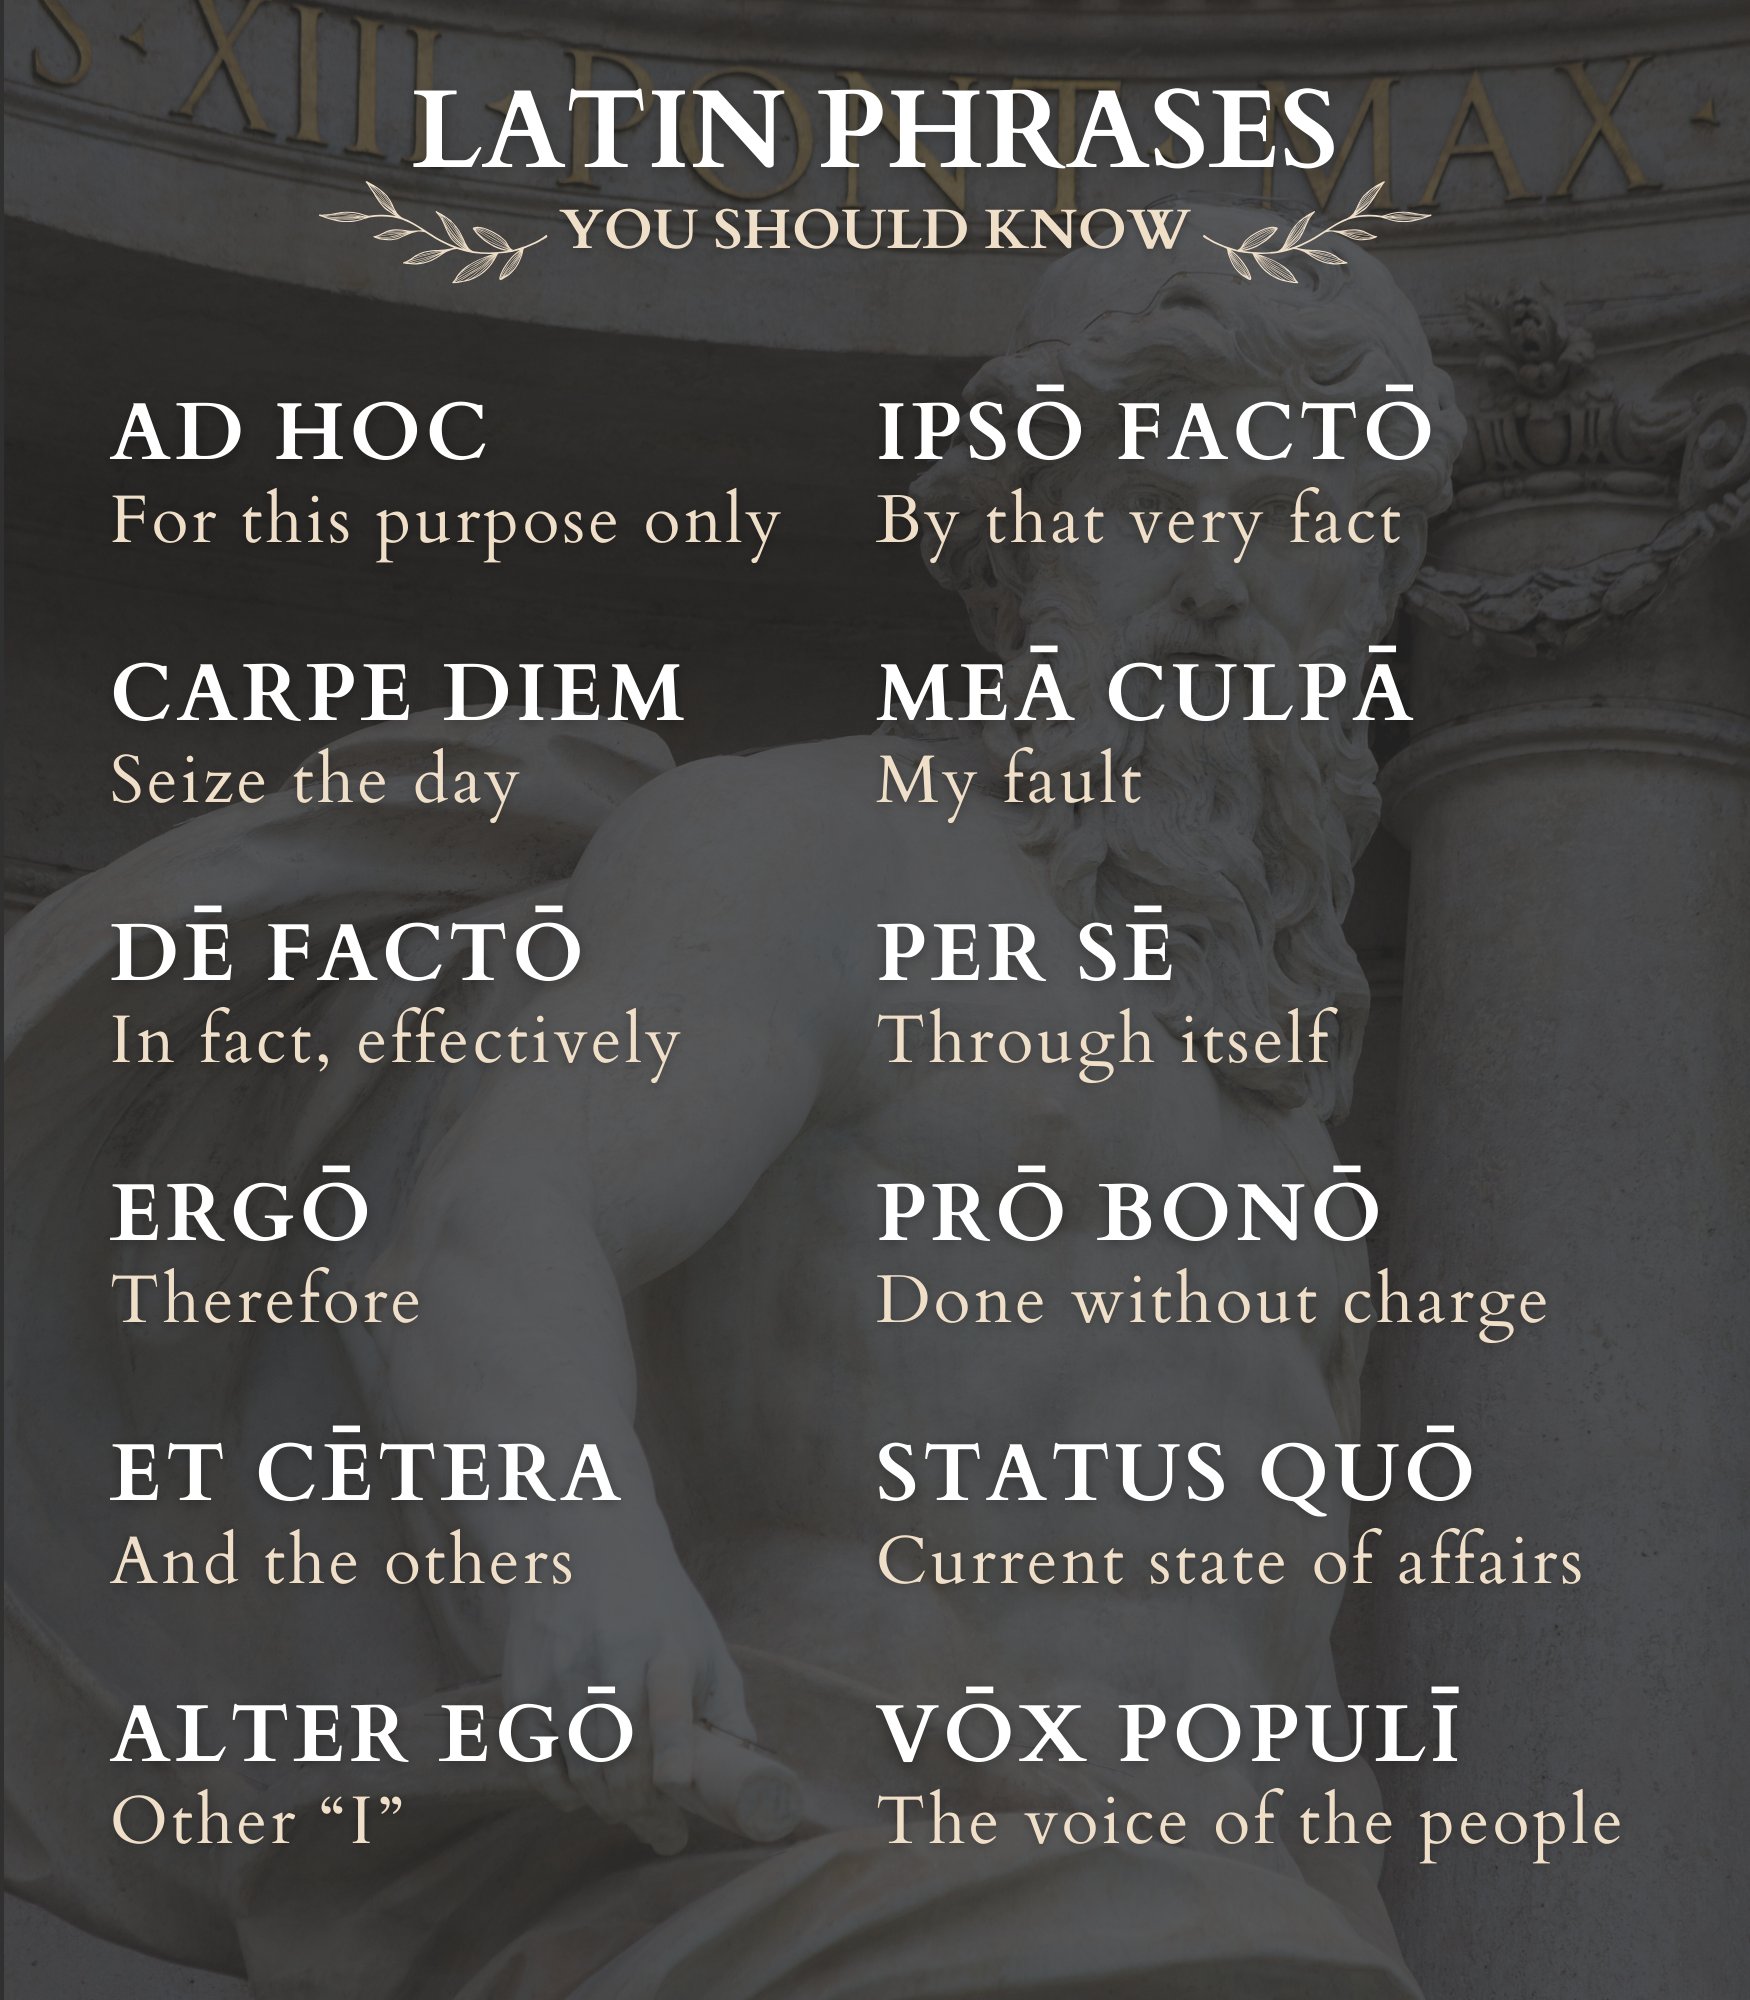 S·XIII·PONT·MAX·
LATIN PHRASES
YOU SHOULD KNOW
AD HOC
For this purpose only
CARPE DIEM
Seize the day
DĒ FACTŌ
In fact, effectively
ERGŌ
Therefore
ET CĒTERA
And the others
ALTER EGŌ
Other “I”
IPSŌ FACTŌ
By that very fact
MEĀ CULPĀ
My fault
PER SĒ
Through itself
PRŌ BONŌ
Done without charge
STATUS QUŌ
Current state of affairs
VŌX POPULĪ
The voice of the people